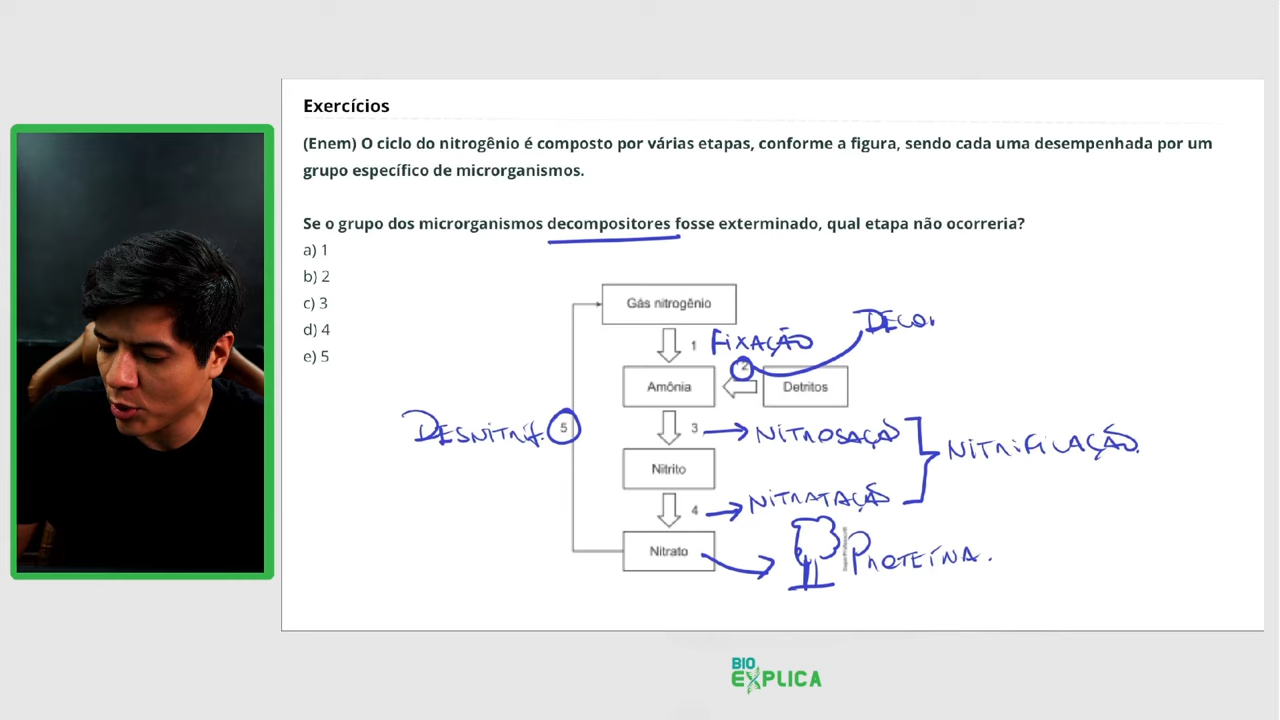 Exercícios
(Enem) O ciclo do nitrogênio é composto por várias etapas, conforme a figura, sendo cada uma desempenhada por um
grupo específico de microrganismos.
Se o grupo dos microrganismos decompositores fosse exterminado, qual etapa não ocorreria?
a) 1
b) 2
c) 3
d) 4
e) 5
Gás nitrogênio
1 FIXAÇÃO
DECO.
2
Amônia
Detritos
DESNITRIF. 5
3 NITROSAÇÃO
NITRIFICAÇÃO.
Nitrito
4 NITRATAÇÃO
Nitrato
PROTEÍNA.
BIO
EXPLICA